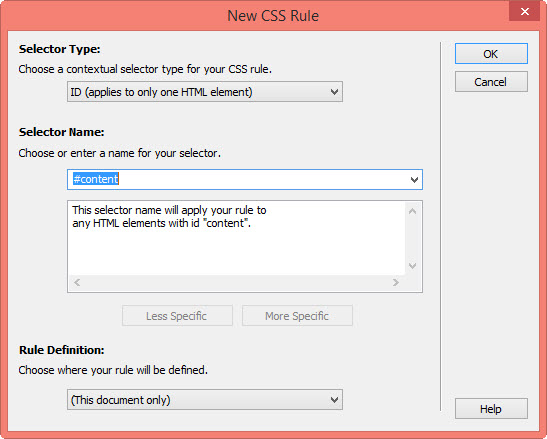 New CSS Rule
Selector Type:
Choose a contextual selector type for your CSS rule.
ID (applies to only one HTML element)
OK
Cancel
Selector Name:
Choose or enter a name for your selector.
#content
This selector name will apply your rule to
any HTML elements with id "content".
Less Specific
More Specific
Rule Definition:
Choose where your rule will be defined.
(This document only)
Help